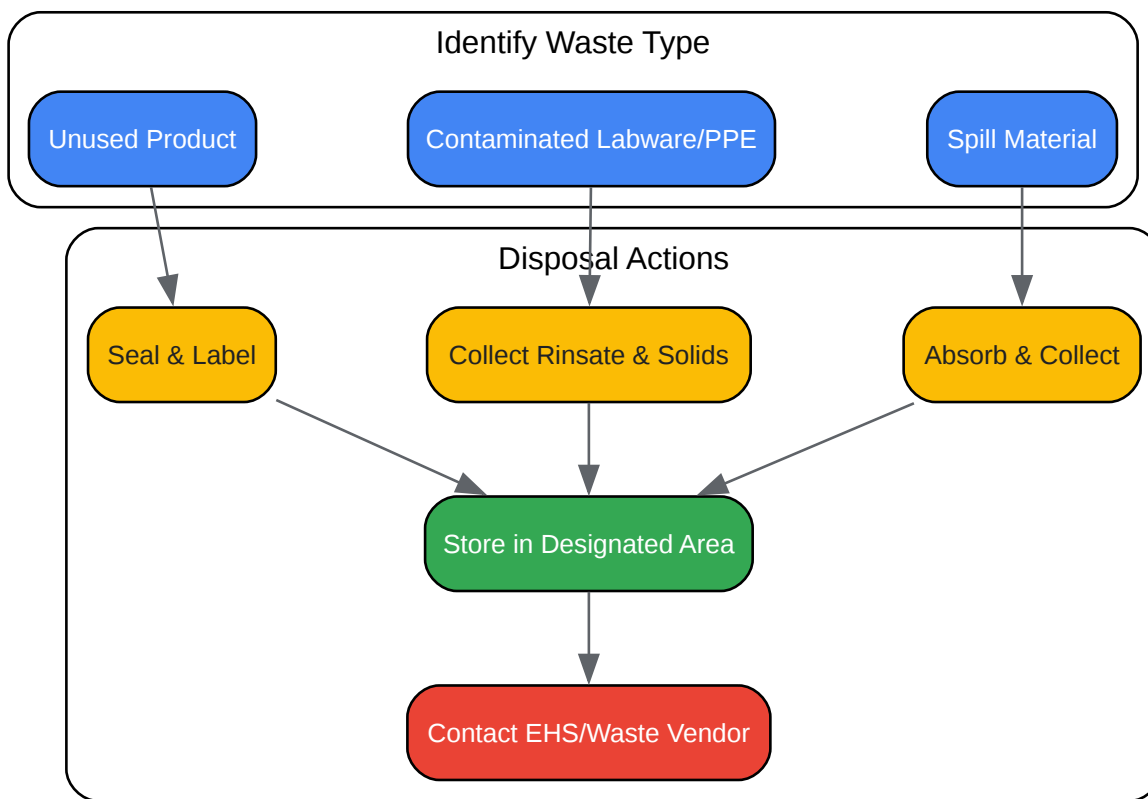 Identify Waste Type
Unused Product
Contaminated Labware/PPE
Spill Material
Disposal Actions
Seal & Label
Collect Rinsate & Solids
Absorb & Collect
Store in Designated Area
Contact EHS/Waste Vendor